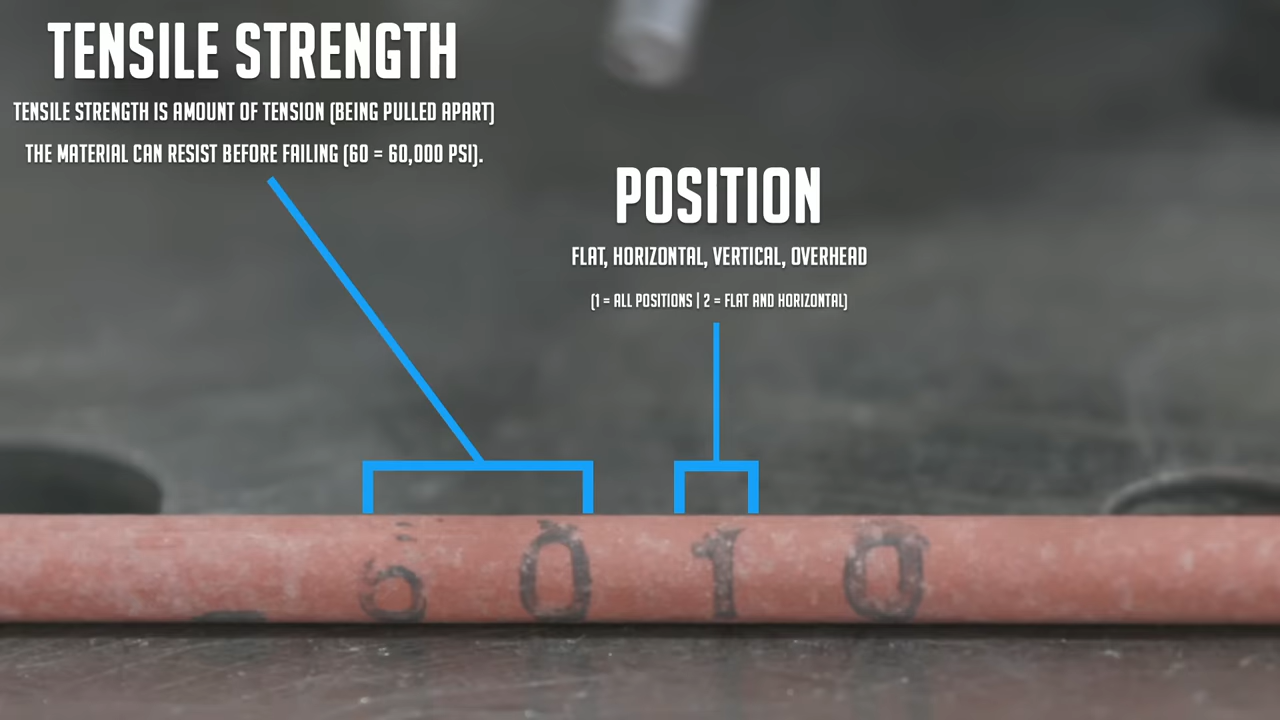 TENSILE STRENGTH
TENSILE STRENGTH IS AMOUNT OF TENSION (BEING PULLED APART)
THE MATERIAL CAN RESIST BEFORE FAILING (60 = 60,000 PSI).
POSITION
FLAT, HORIZONTAL, VERTICAL, OVERHEAD
(1 = ALL POSITIONS | 2 = FLAT AND HORIZONTAL)
6010